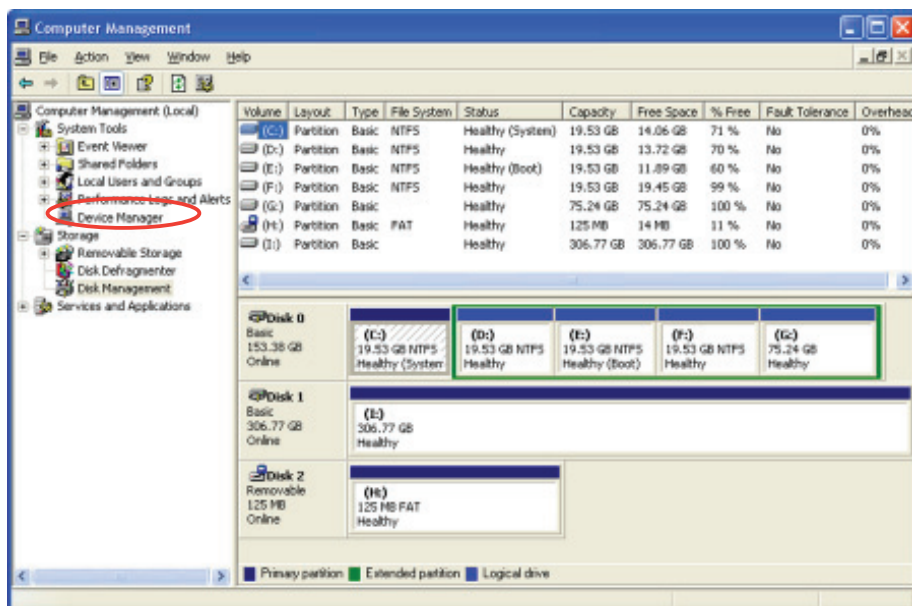 Computer Management
File Action View Window Help
Computer Management (Local)
System Tools
Event Viewer
Shared Folders
Local Users and Groups
Performance Logs and Alerts
Device Manager
Storage
Removable Storage
Disk Defragmenter
Disk Management
Services and Applications
Volume Layout Type File System Status Capacity Free Space % Free Fault Tolerance Overhead
(C:) Partition Basic NTFS Healthy (System) 19.53 GB 14.06 GB 71 % No 0%
(D:) Partition Basic NTFS Healthy 19.53 GB 13.72 GB 70 % No 0%
(E:) Partition Basic NTFS Healthy (Boot) 19.53 GB 11.89 GB 60 % No 0%
(F:) Partition Basic NTFS Healthy 19.53 GB 19.45 GB 99 % No 0%
(G:) Partition Basic Healthy 75.24 GB 75.24 GB 100 % No 0%
(H:) Partition Basic FAT Healthy 125 MB 14 MB 11 % No 0%
(I:) Partition Basic Healthy 306.77 GB 306.77 GB 100 % No 0%
Disk 0
Basic
153.38 GB
Online
(C:)
19.53 GB NTFS
Healthy (System
(D:)
19.53 GB NTFS
Healthy
(E:)
19.53 GB NTFS
Healthy (Boot)
(F:)
19.53 GB NTFS
Healthy
(G:)
75.24 GB
Healthy
Disk 1
Basic
306.77 GB
Online
(I:)
306.77 GB
Healthy
Disk 2
Removable
125 MB
Online
(H:)
125 MB FAT
Healthy
Primary partition Extended partition Logical drive